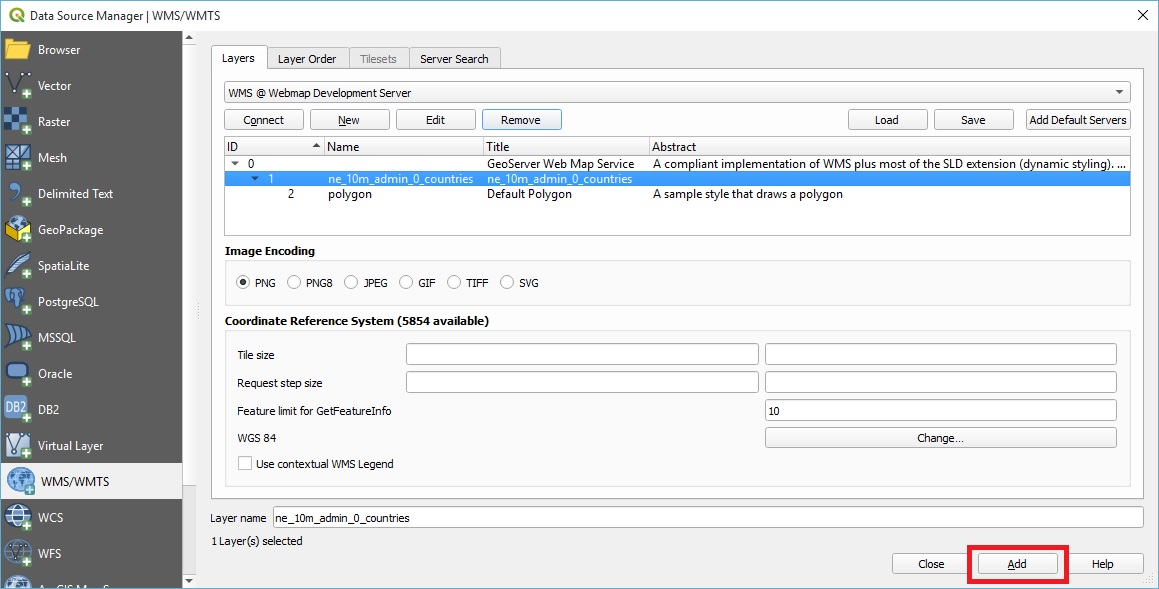 Data Source Manager | WMS/WMTS
Browser
Vector
Raster
Mesh
Delimited Text
GeoPackage
SpatiaLite
PostgreSQL
MSSQL
Oracle
DB2
DB2
Virtual Layer
WMS/WMTS
WCS
WFS
Layers Layer Order Tilesets Server Search
WMS @ Webmap Development Server
Connect New Edit Remove Load Save Add Default Servers
ID Name Title Abstract
0 GeoServer Web Map Service A compliant implementation of WMS plus most of the SLD extension (dynamic styling). ...
1 ne_10m_admin_0_countries ne_10m_admin_0_countries
2 polygon Default Polygon A sample style that draws a polygon
Image Encoding
PNG PNG8 JPEG GIF TIFF SVG
Coordinate Reference System (5854 available)
Tile size
Request step size
Feature limit for GetFeatureInfo 10
WGS 84 Change...
Use contextual WMS Legend
Layer name ne_10m_admin_0_countries
1 Layer(s) selected
Close Add Help